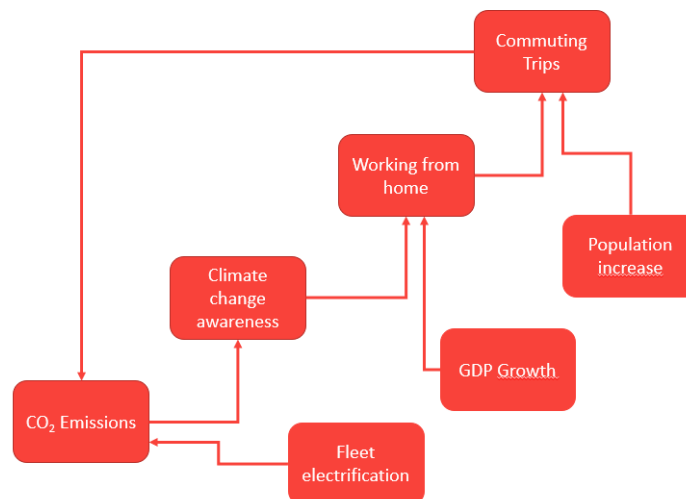 Commuting
Trips
Working from
home
Population
increase
Climate
change
awareness
GDP Growth
CO₂ Emissions
Fleet
electrification